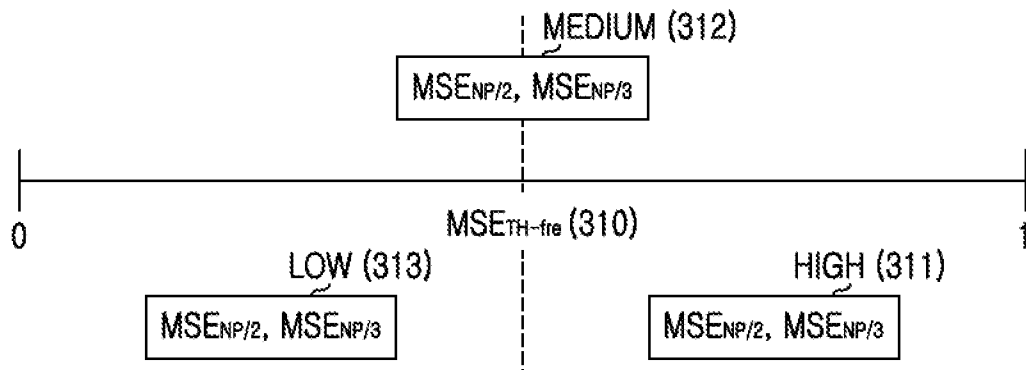 MEDIUM (312)
MSENP/2, MSENP/3
0
MSETH-fre (310)
1
LOW (313)
HIGH (311)
MSENP/2, MSENP/3
MSENP/2, MSENP/3